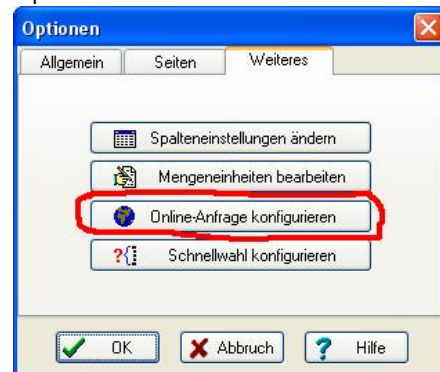 Optionen
Allgemein Seiten Weiteres
Spalteneinstellungen ändern
Mengeneinheiten bearbeiten
Online-Anfrage konfigurieren
?{ Schnellwahl konfigurieren
OK Abbruch ? Hilfe